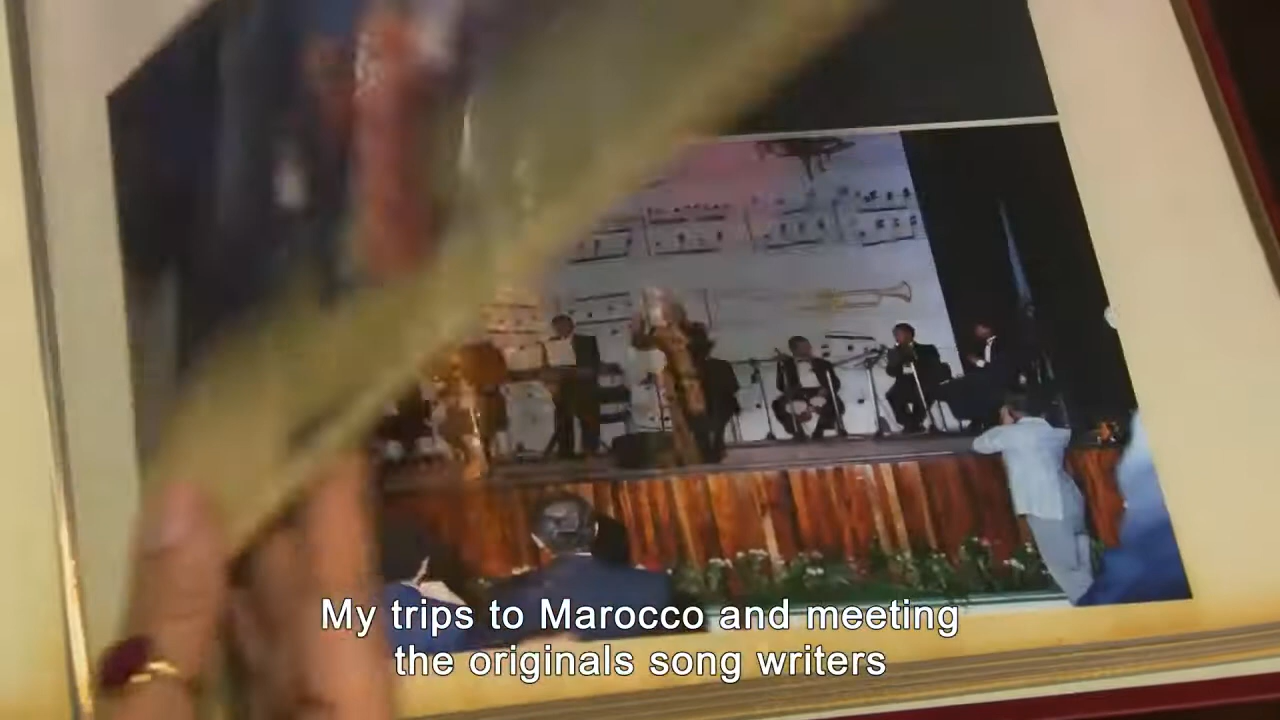 My trips to Marocco and meeting
the originals song writers